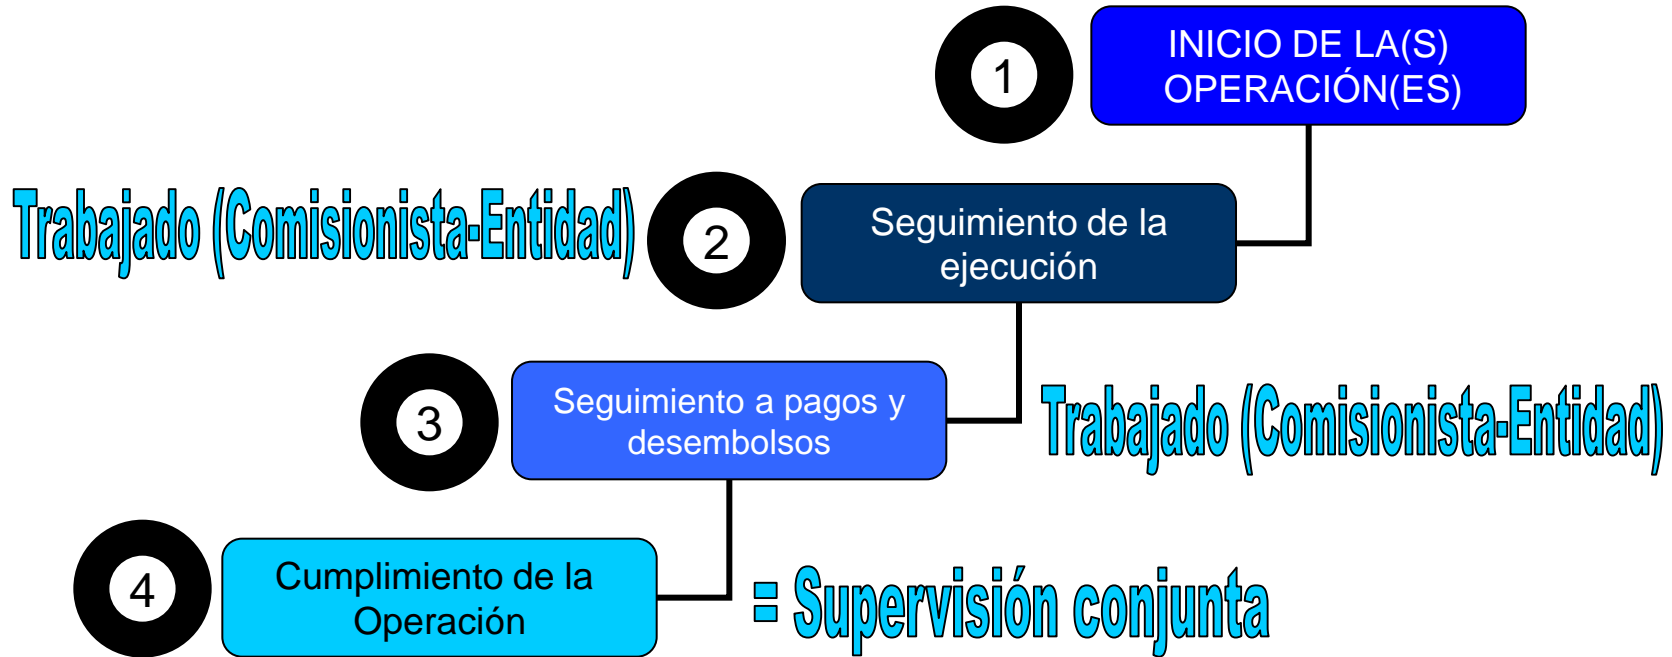 1
INICIO DE LA(S)
OPERACIÓN(ES)
Trabajado (Comisionista-Entidad)
2
Seguimiento de la
ejecución
3
Seguimiento a pagos y
desembolsos
Trabajado (Comisionista-Entidad)
4
Cumplimiento de la
Operación
= Supervisión conjunta